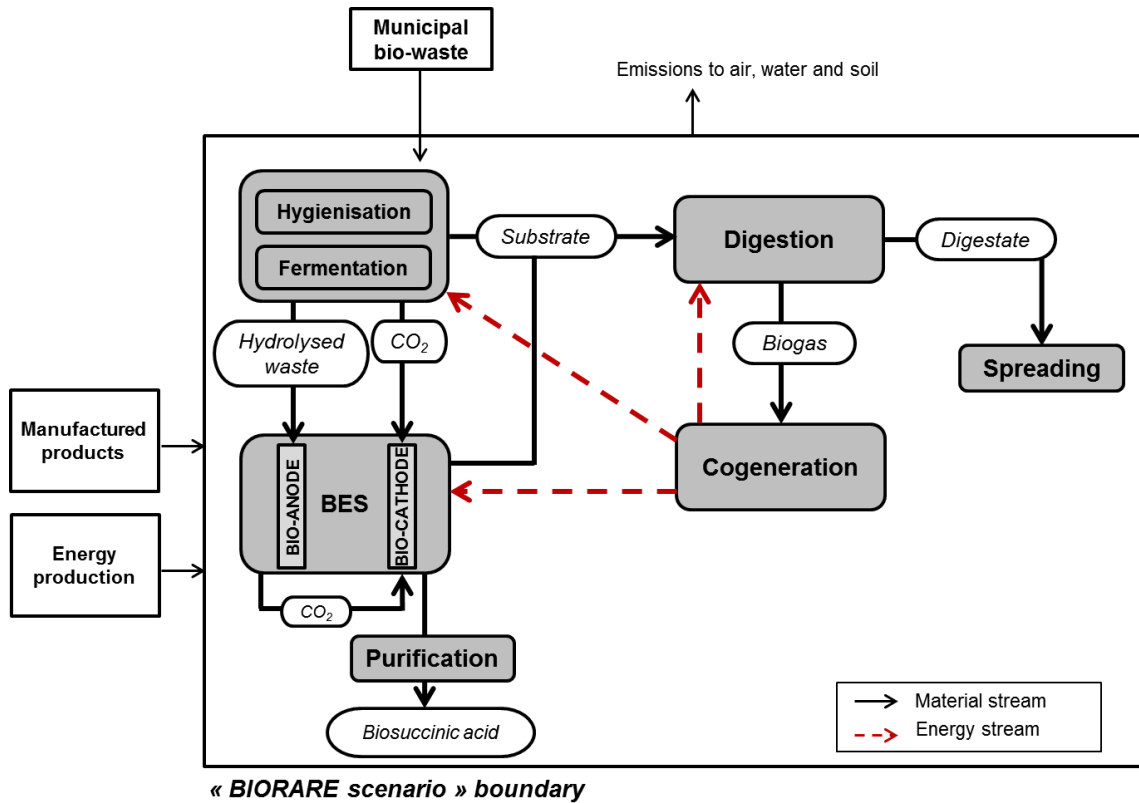 Municipal
bio-waste
Emissions to air, water and soil
Hygienisation
Fermentation
Substrate
Digestion
Digestate
Hydrolysed
waste
CO₂
Biogas
Spreading
Manufactured
products
Cogeneration
BIO-ANODE
BES
BIO-CATHODE
Energy
production
CO₂
Purification
Biosuccinic acid
Material stream
Energy stream
« BIORARE scenario » boundary